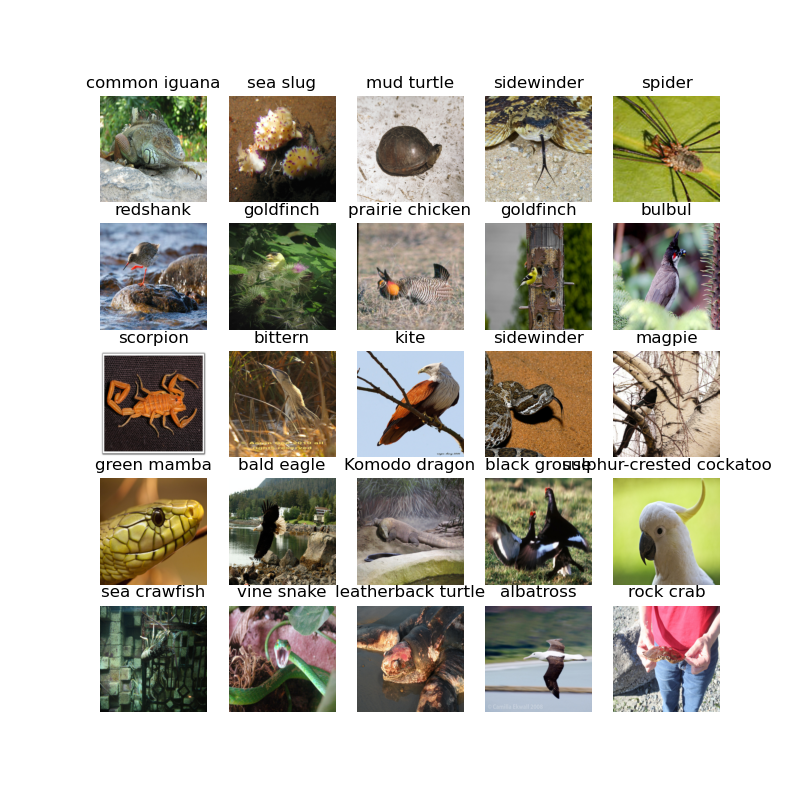 common iguana
sea slug
mud turtle
sidewinder
spider
redshank
goldfinch
prairie chicken
goldfinch
bulbul
scorpion
bittern
kite
sidewinder
magpie
green mamba
bald eagle
Komodo dragon
black grouse
sulphur-crested cockatoo
sea crawfish
vine snake
leatherback turtle
albatross
rock crab